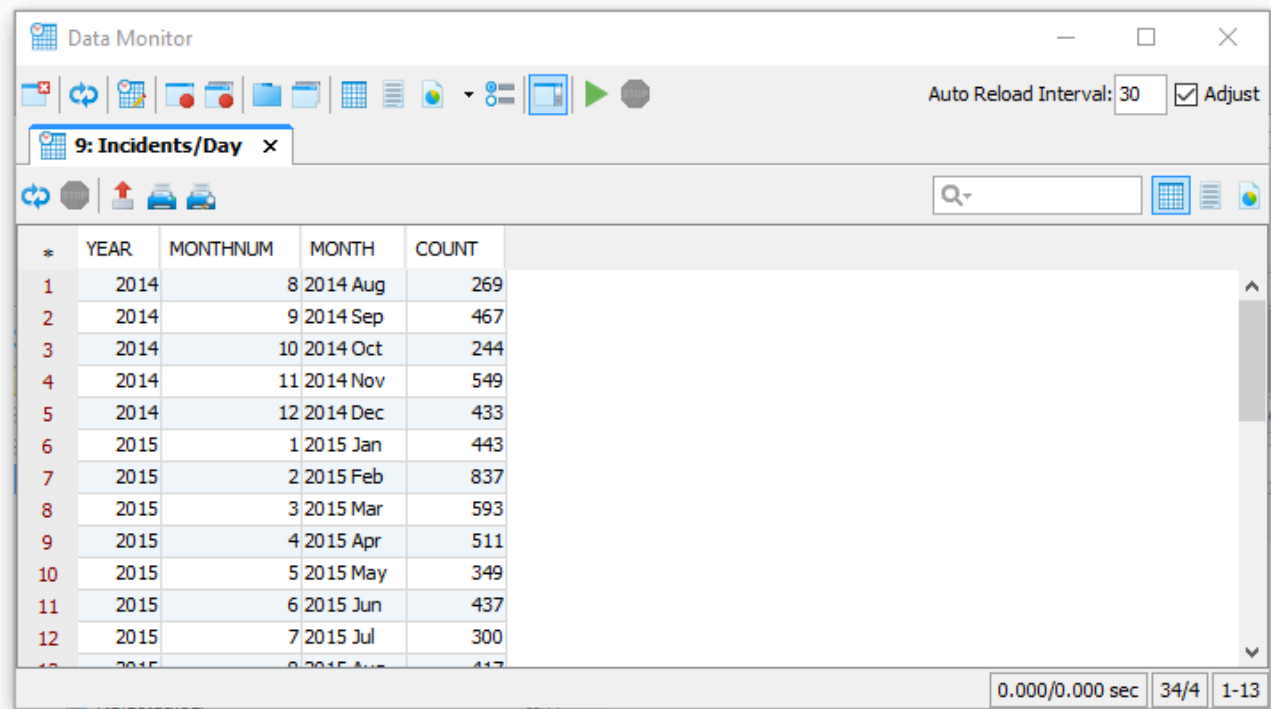 Data Monitor
STOP
Auto Reload Interval: 30 Adjust
9: Incidents/Day
STOP
* YEAR MONTHNUM MONTH COUNT
1 2014 8 2014 Aug 269
2 2014 9 2014 Sep 467
3 2014 10 2014 Oct 244
4 2014 11 2014 Nov 549
5 2014 12 2014 Dec 433
6 2015 1 2015 Jan 443
7 2015 2 2015 Feb 837
8 2015 3 2015 Mar 593
9 2015 4 2015 Apr 511
10 2015 5 2015 May 349
11 2015 6 2015 Jun 437
12 2015 7 2015 Jul 300
0.000/0.000 sec 34/4 1-13